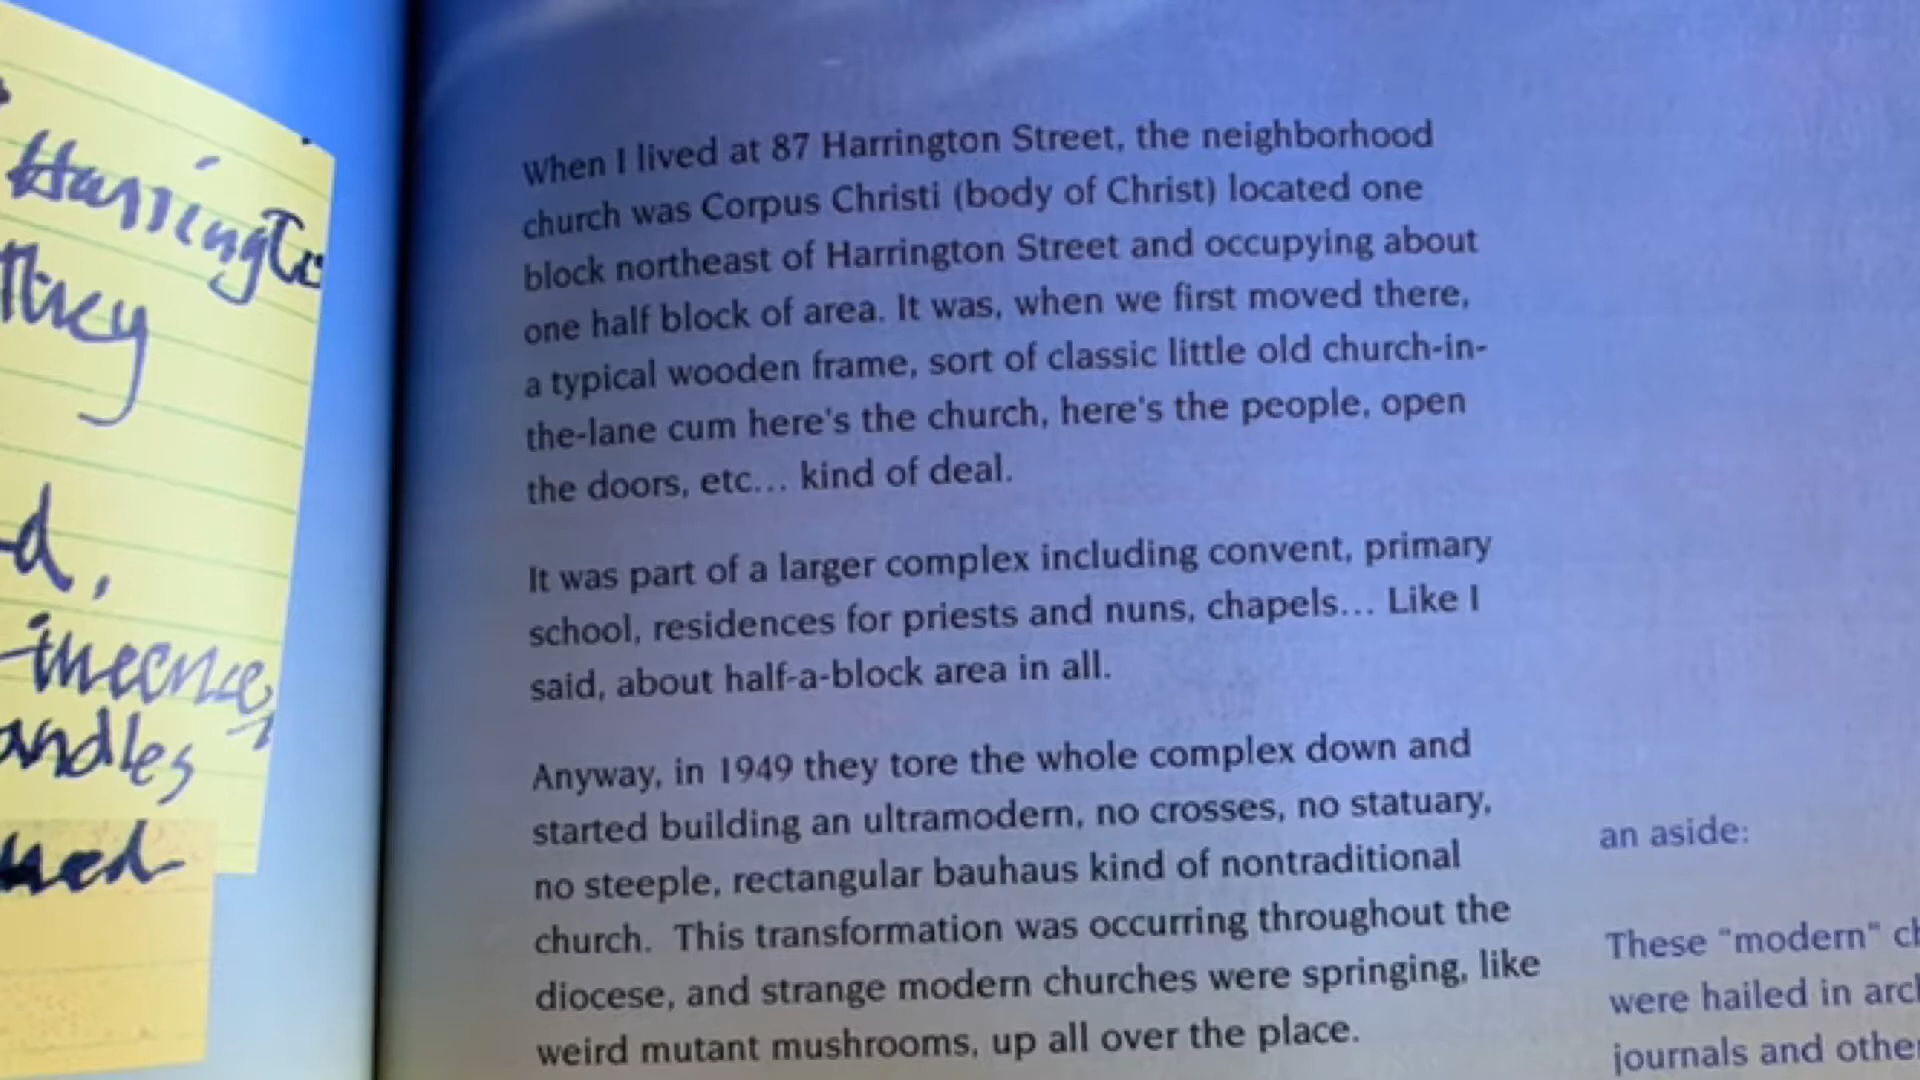 Harringto
they
d,
incense,
andles
When I lived at 87 Harrington Street, the neighborhood
church was Corpus Christi (body of Christ) located one
block northeast of Harrington Street and occupying about
one half block of area. It was, when we first moved there,
a typical wooden frame, sort of classic little old church-in-
the-lane cum here's the church, here's the people, open
the doors, etc... kind of deal.
It was part of a larger complex including convent, primary
school, residences for priests and nuns, chapels... Like I
said, about half-a-block area in all.
Anyway, in 1949 they tore the whole complex down and
started building an ultramodern, no crosses, no statuary,
no steeple, rectangular bauhaus kind of nontraditional
church. This transformation was occurring throughout the
diocese, and strange modern churches were springing, like
weird mutant mushrooms, up all over the place.
an aside:
These "modern" ch
were hailed in arch
journals and other